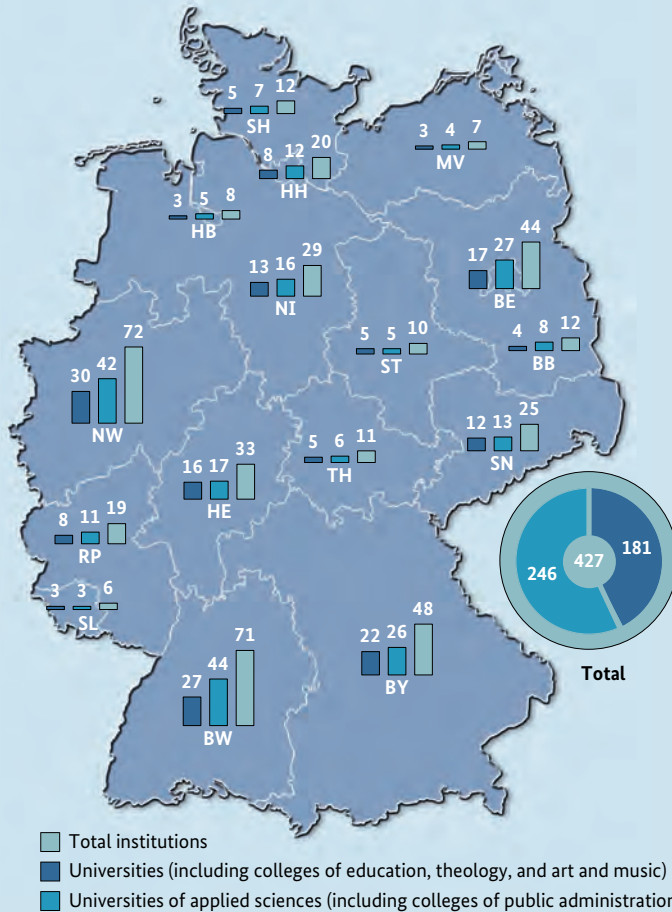 5 7 12
SH
3 4 7
MV
8 12 20
HH
3 5 8
HB
17 27 44
BE
13 16 29
NI
5 5 10
ST
4 8 12
BB
30 42 72
NW
12 13 25
SN
5 6 11
TH
16 17 33
HE
8 11 19
RP
246 427 181
Total
3 3 6
SL
22 26 48
BY
27 44 71
BW
Total institutions
Universities (including colleges of education, theology, and art and music)
Universities of applied sciences (including colleges of public administration